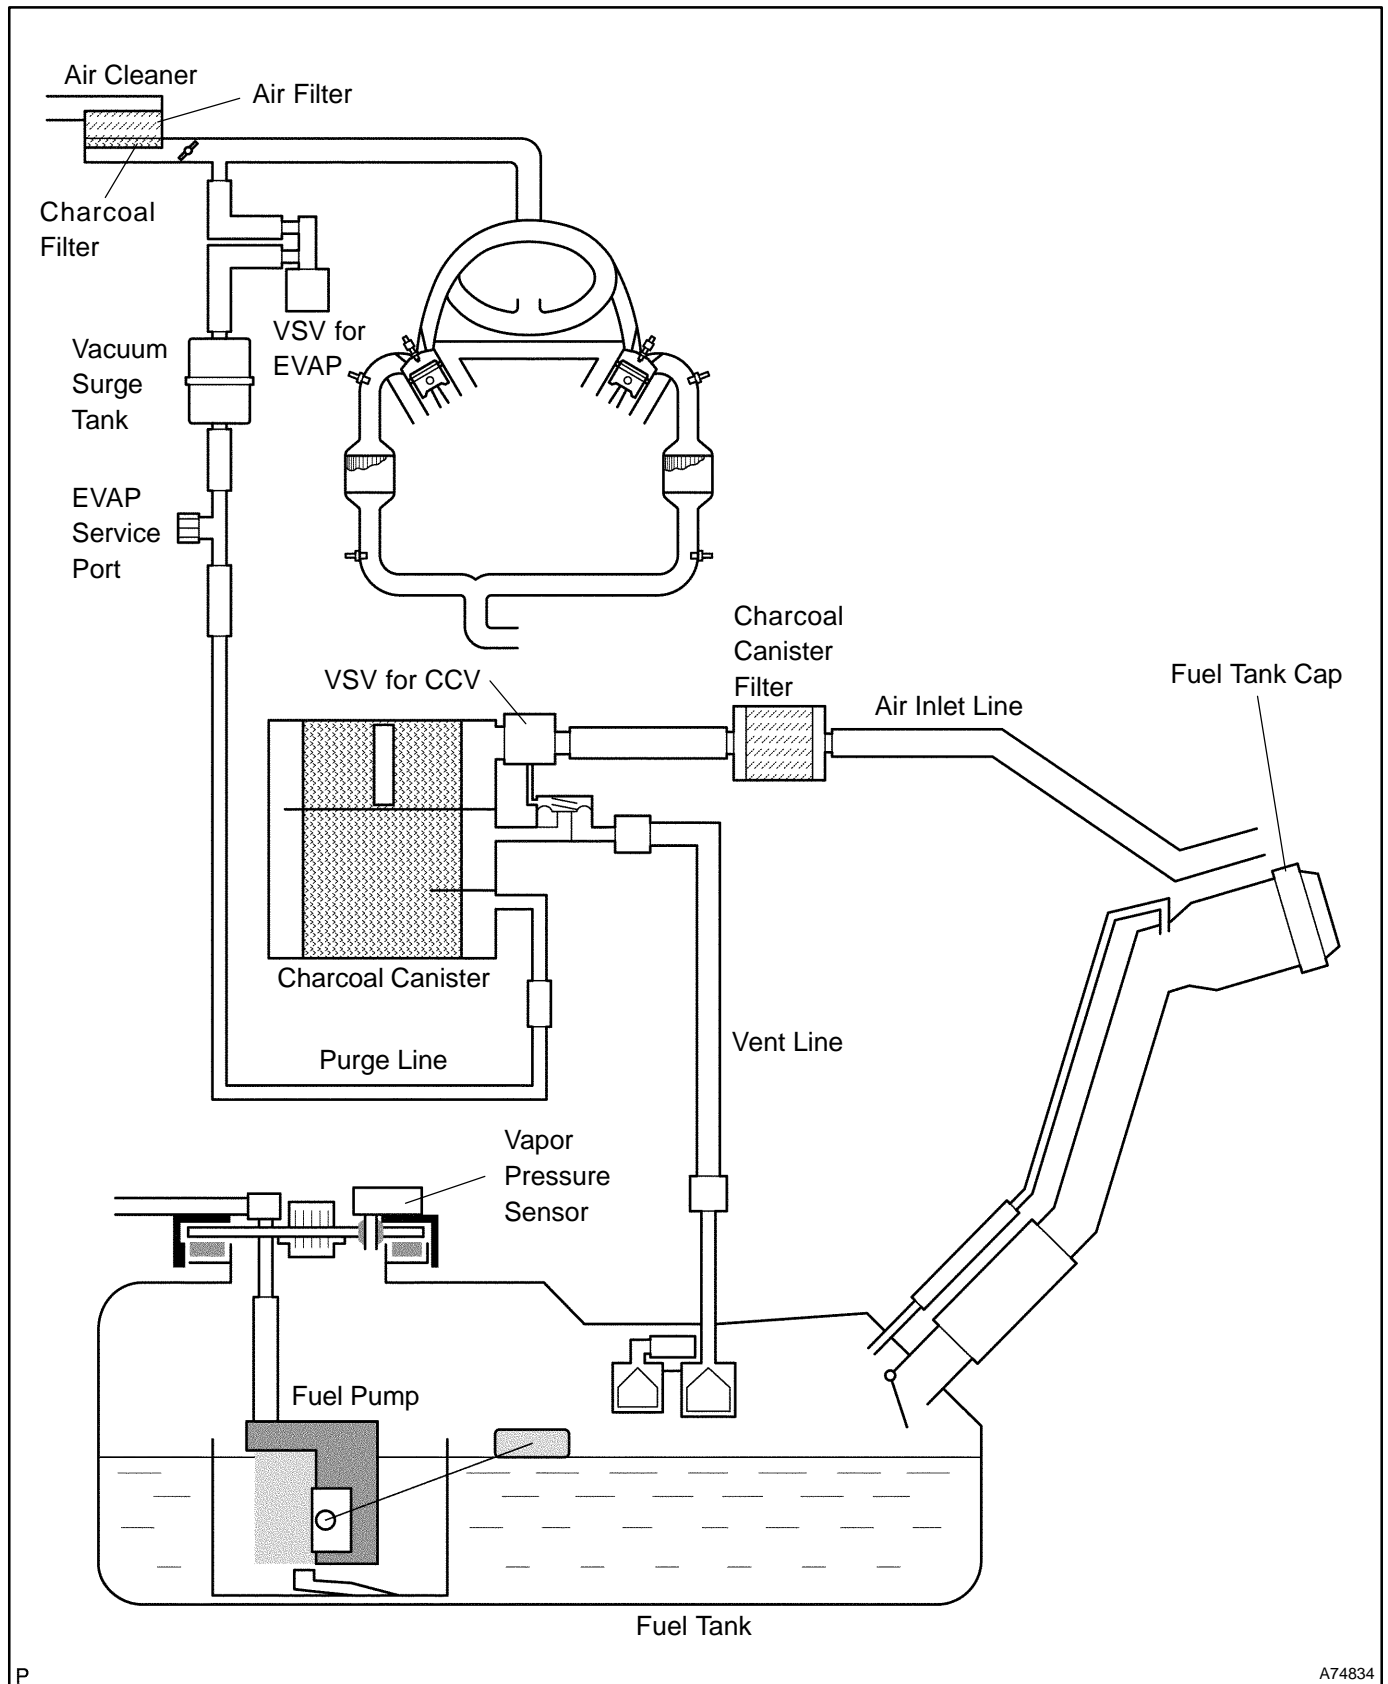 Air Cleaner
Air Filter
Charcoal
Filter
VSV for
EVAP
Vacuum
Surge
Tank
EVAP
Service
Port
Charcoal
Canister
Filter
VSV for CCV
Air Inlet Line
Fuel Tank Cap
Charcoal Canister
Purge Line
Vent Line
Vapor
Pressure
Sensor
Fuel Pump
Fuel Tank
P
A74834